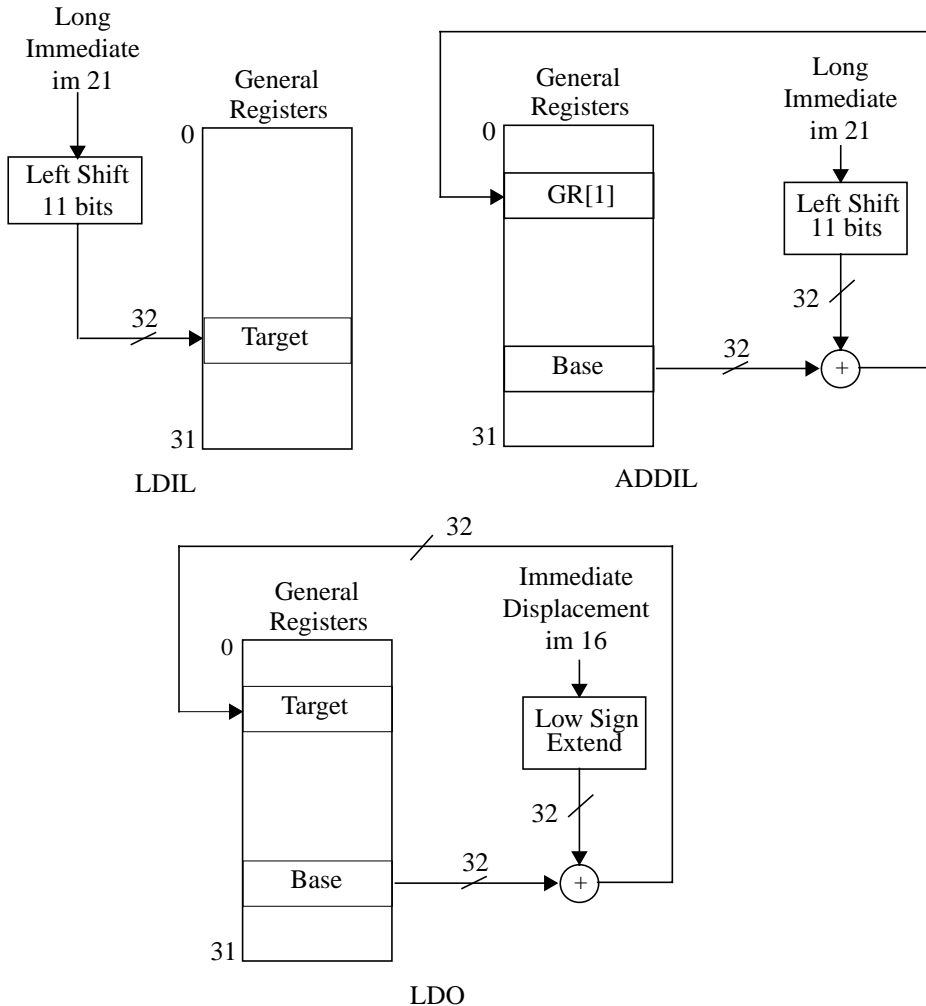 Long
Immediate
im 21
Left Shift
11 bits
32
General
Registers
0
Target
31
LDIL
General
Registers
0
GR[1]
Base
31
32
Long
Immediate
im 21
Left Shift
11 bits
32
+
ADDIL
32
General
Registers
0
Target
Base
31
32
Immediate
Displacement
im 16
Low Sign
Extend
32
+
LDO